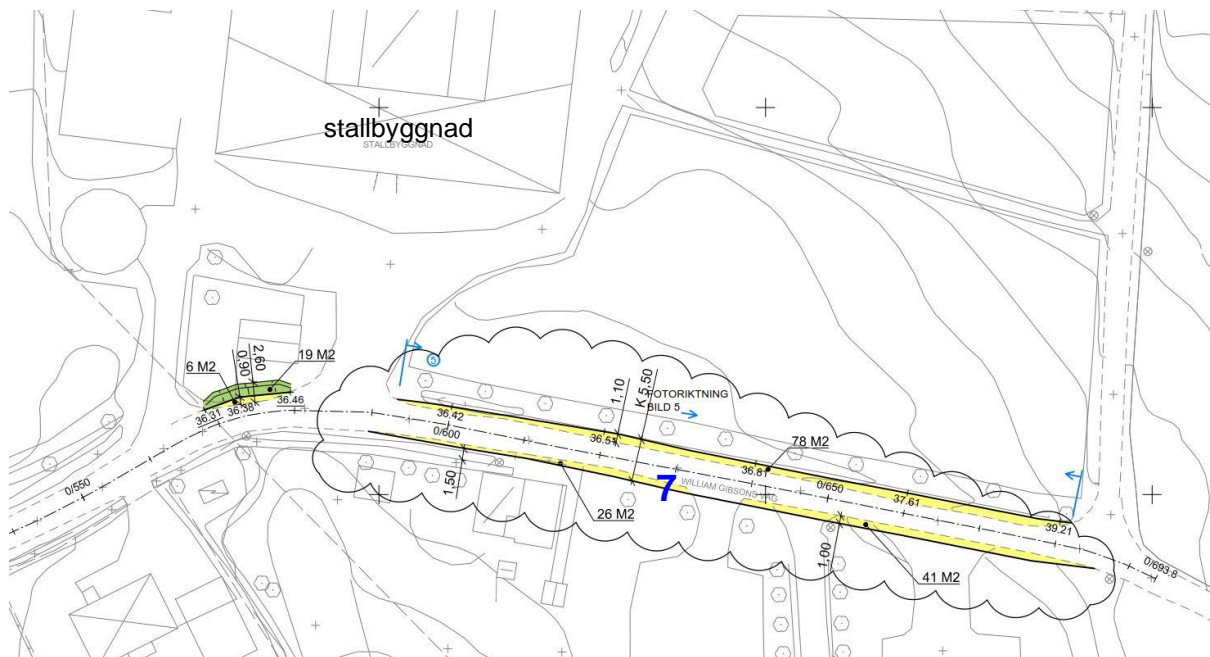 stallbyggnad
STALLBYGGNAD
6 M2
0,90
2,60
19 M2
36.31
36.38
36.46
5
1,10
K 5,50
FOTORIKTNING
BILD 5
36.42
0/600
36.51
78 M2
36.81
0/650
37.61
39.21
0/550
1,50
26 M2
7
WILLIAM GIBSONS VÄG
1,00
41 M2
0/693.8